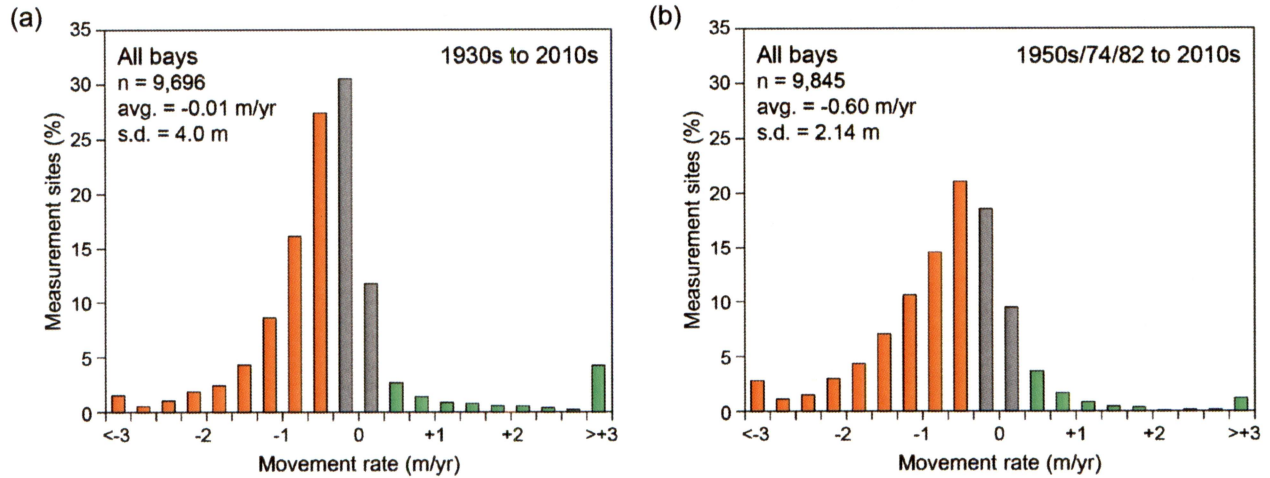 (a)
35
30
25
20
15
10
5
0
Measurement sites (%)
All bays
n = 9,696
avg. = -0.01 m/yr
s.d. = 4.0 m
1930s to 2010s
<-3
-2
-1
0
+1
+2
>+3
Movement rate (m/yr)
(b)
35
30
25
20
15
10
5
0
Measurement sites (%)
All bays
n = 9,845
avg. = -0.60 m/yr
s.d. = 2.14 m
1950s/74/82 to 2010s
<-3
-2
-1
0
+1
+2
>+3
Movement rate (m/yr)